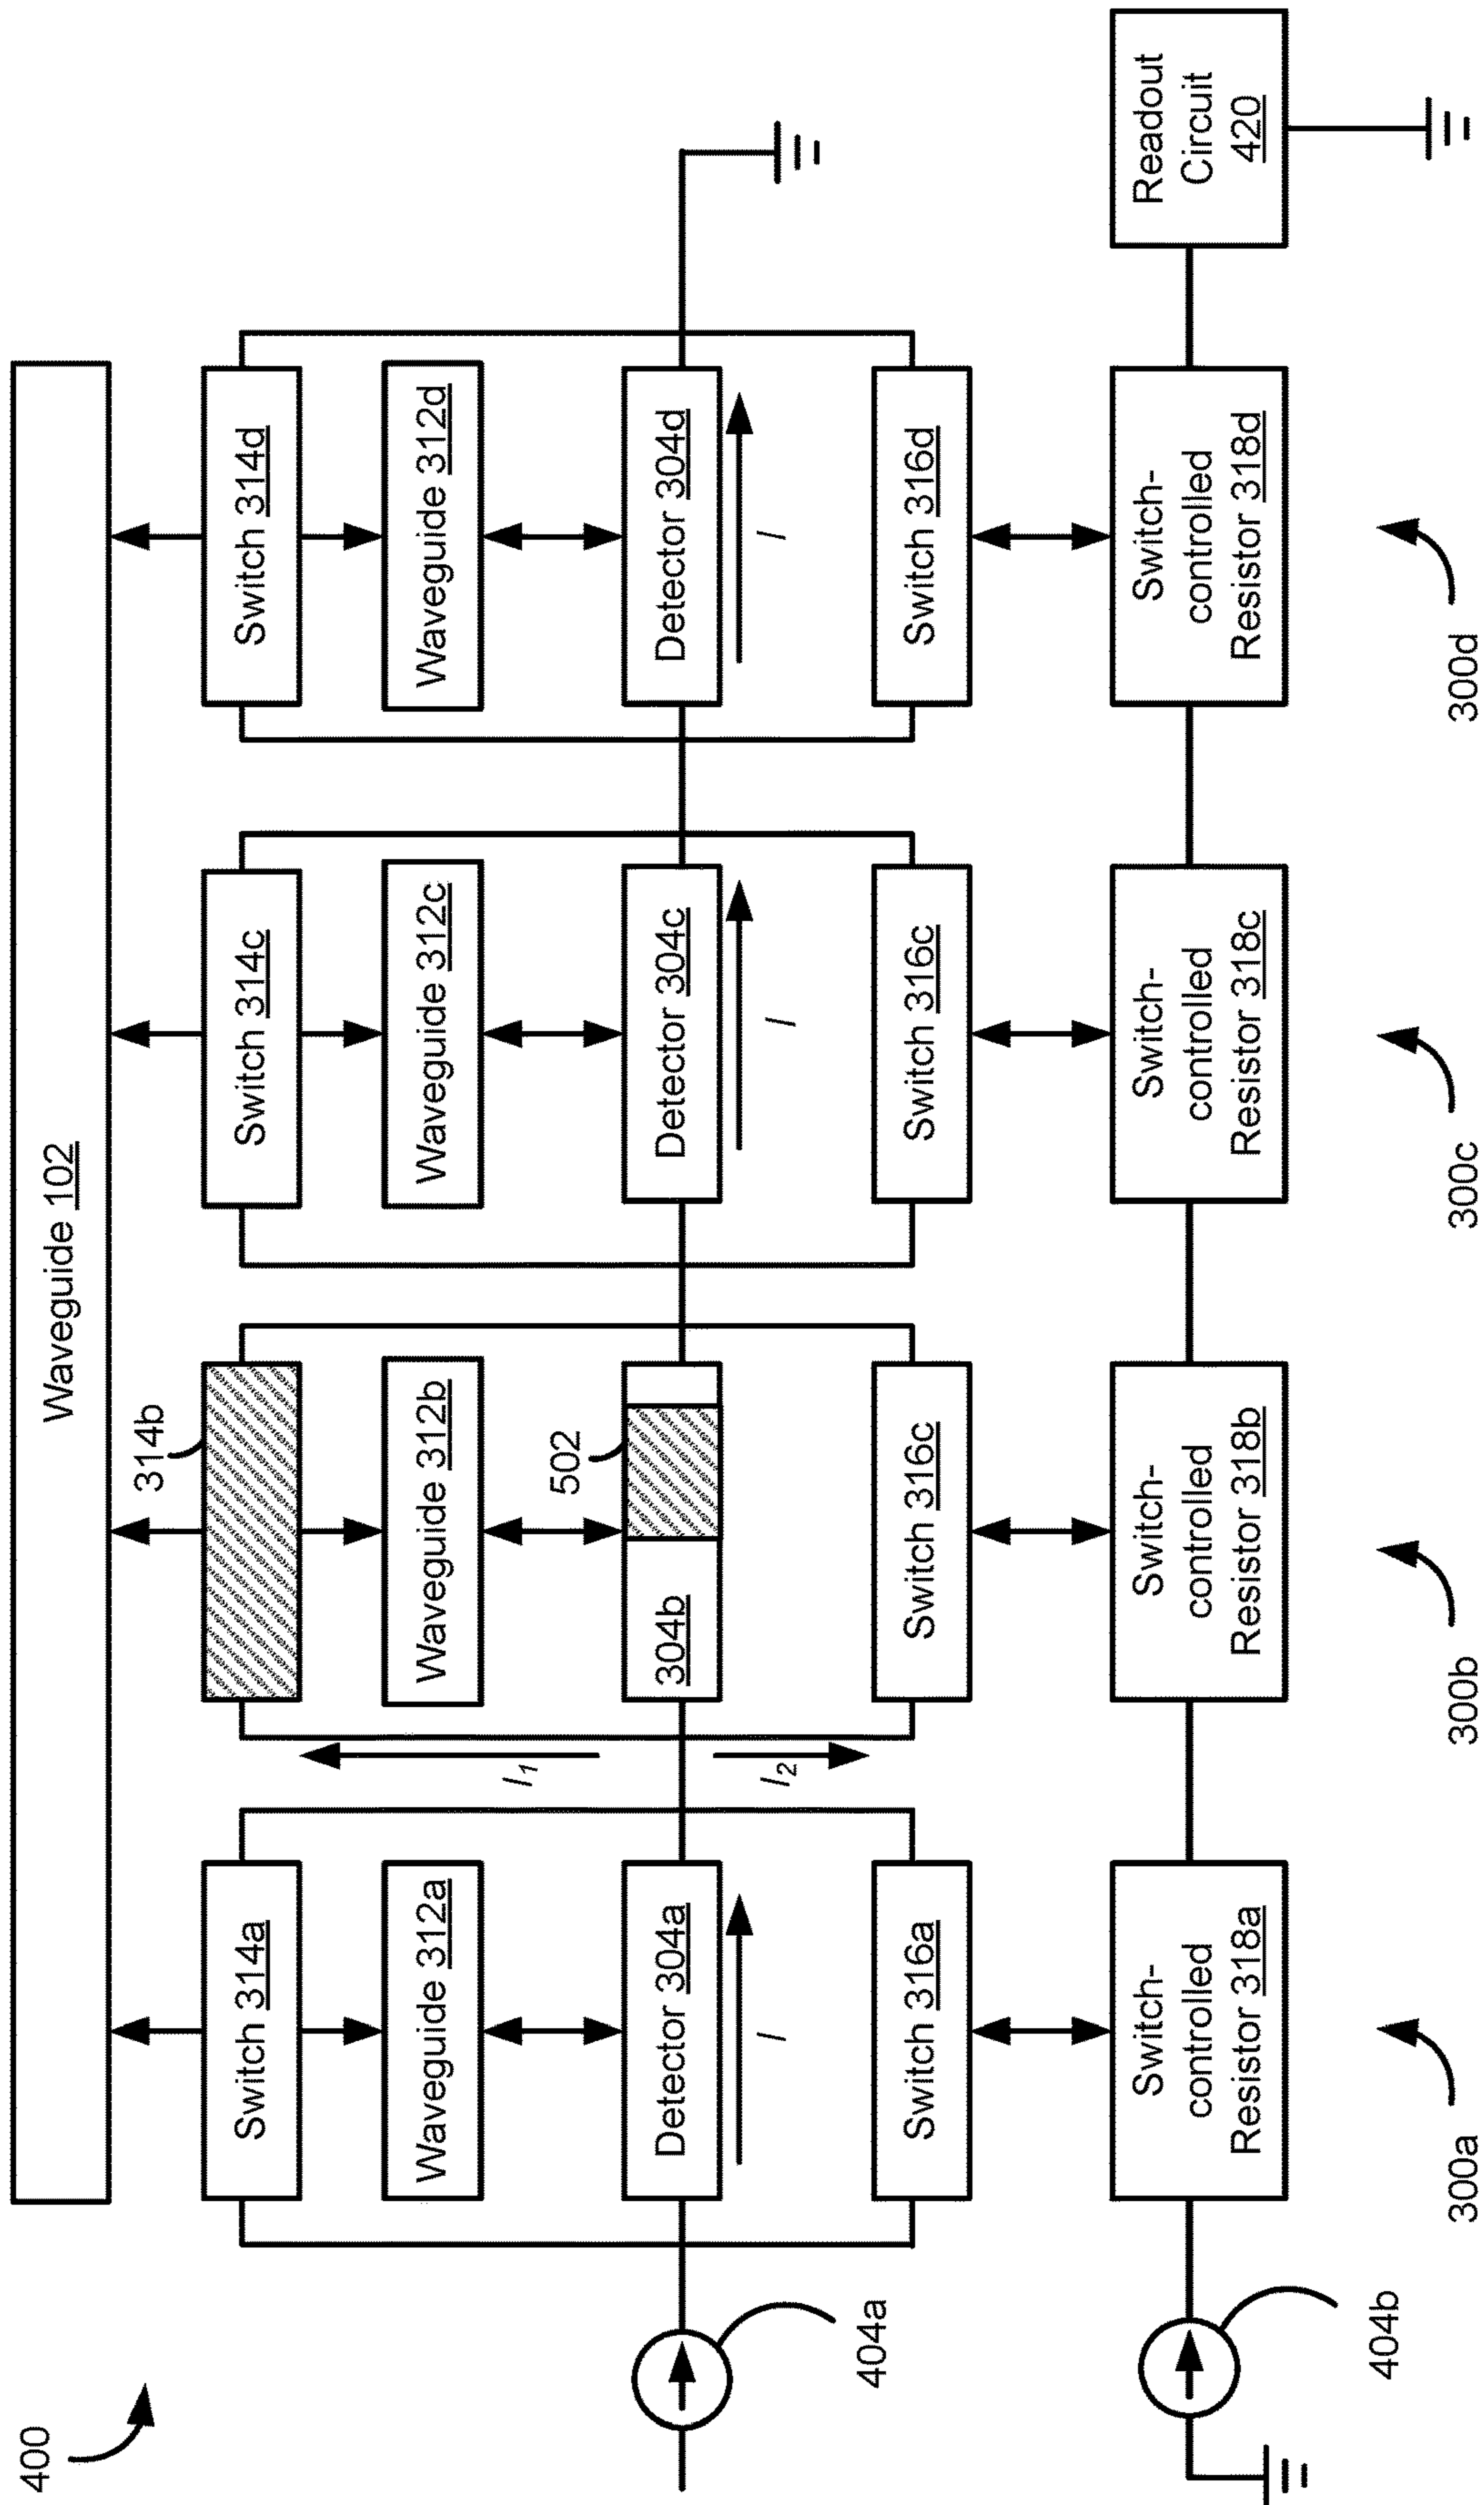 400
Waveguide 102
Switch 314a
314b
Switch 314c
Switch 314d
Waveguide 312a
Waveguide 312b
Waveguide 312c
Waveguide 312d
I1
502
Detector 304a
304b
Detector 304c
Detector 304d
I
I2
I
I
404a
Switch 316a
Switch 316c
Switch 316c
Switch 316d
Switch-
controlled
Resistor 318a
Switch-
controlled
Resistor 318b
Switch-
controlled
Resistor 318c
Switch-
controlled
Resistor 318d
Readout
Circuit
420
404b
300a
300b
300c
300d